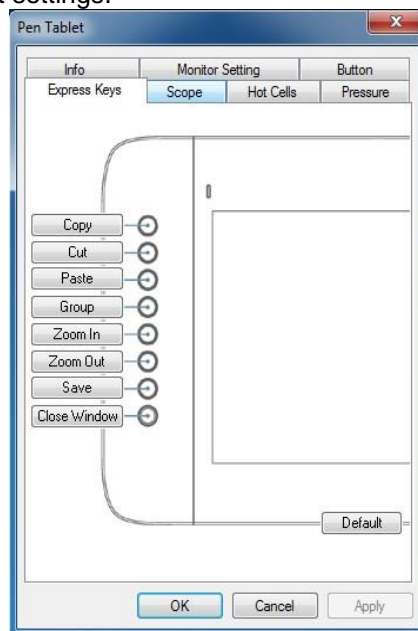 settings.
Pen Tablet
Info Monitor Setting Button
Express Keys Scope Hot Cells Pressure
Copy
Cut
Paste
Group
Zoom In
Zoom Out
Save
Close Window
Default
OK Cancel Apply